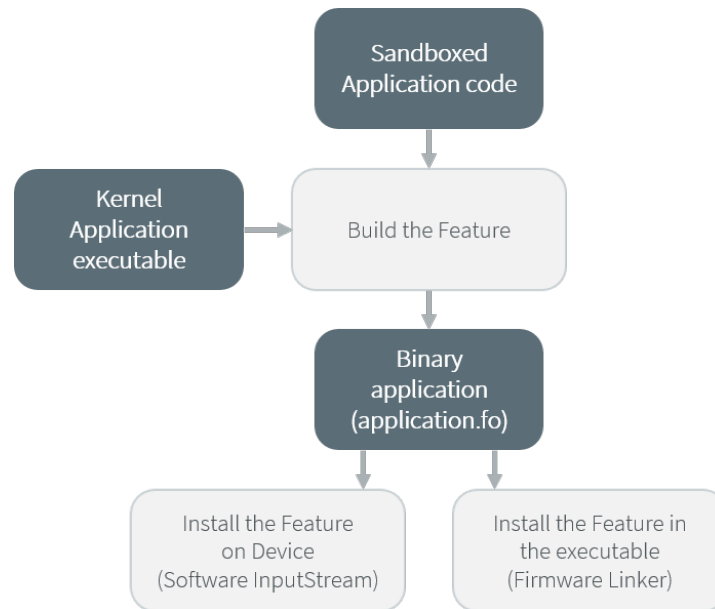 Sandboxed
Application code
Kernel
Application
executable
Build the Feature
Binary
application
(application.fo)
Install the Feature
on Device
(Software InputStream)
Install the Feature in
the executable
(Firmware Linker)